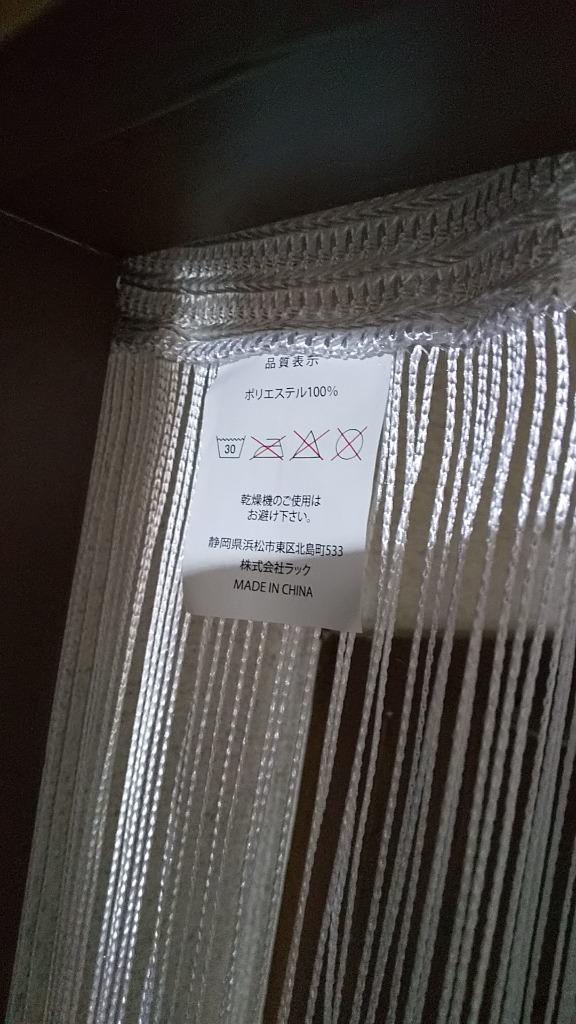 品質表示
ポリエステル100%
30
乾燥機のご使用は
お避け下さい。
静岡県浜松市東区北島町533
株式会社ラック
MADE IN CHINA